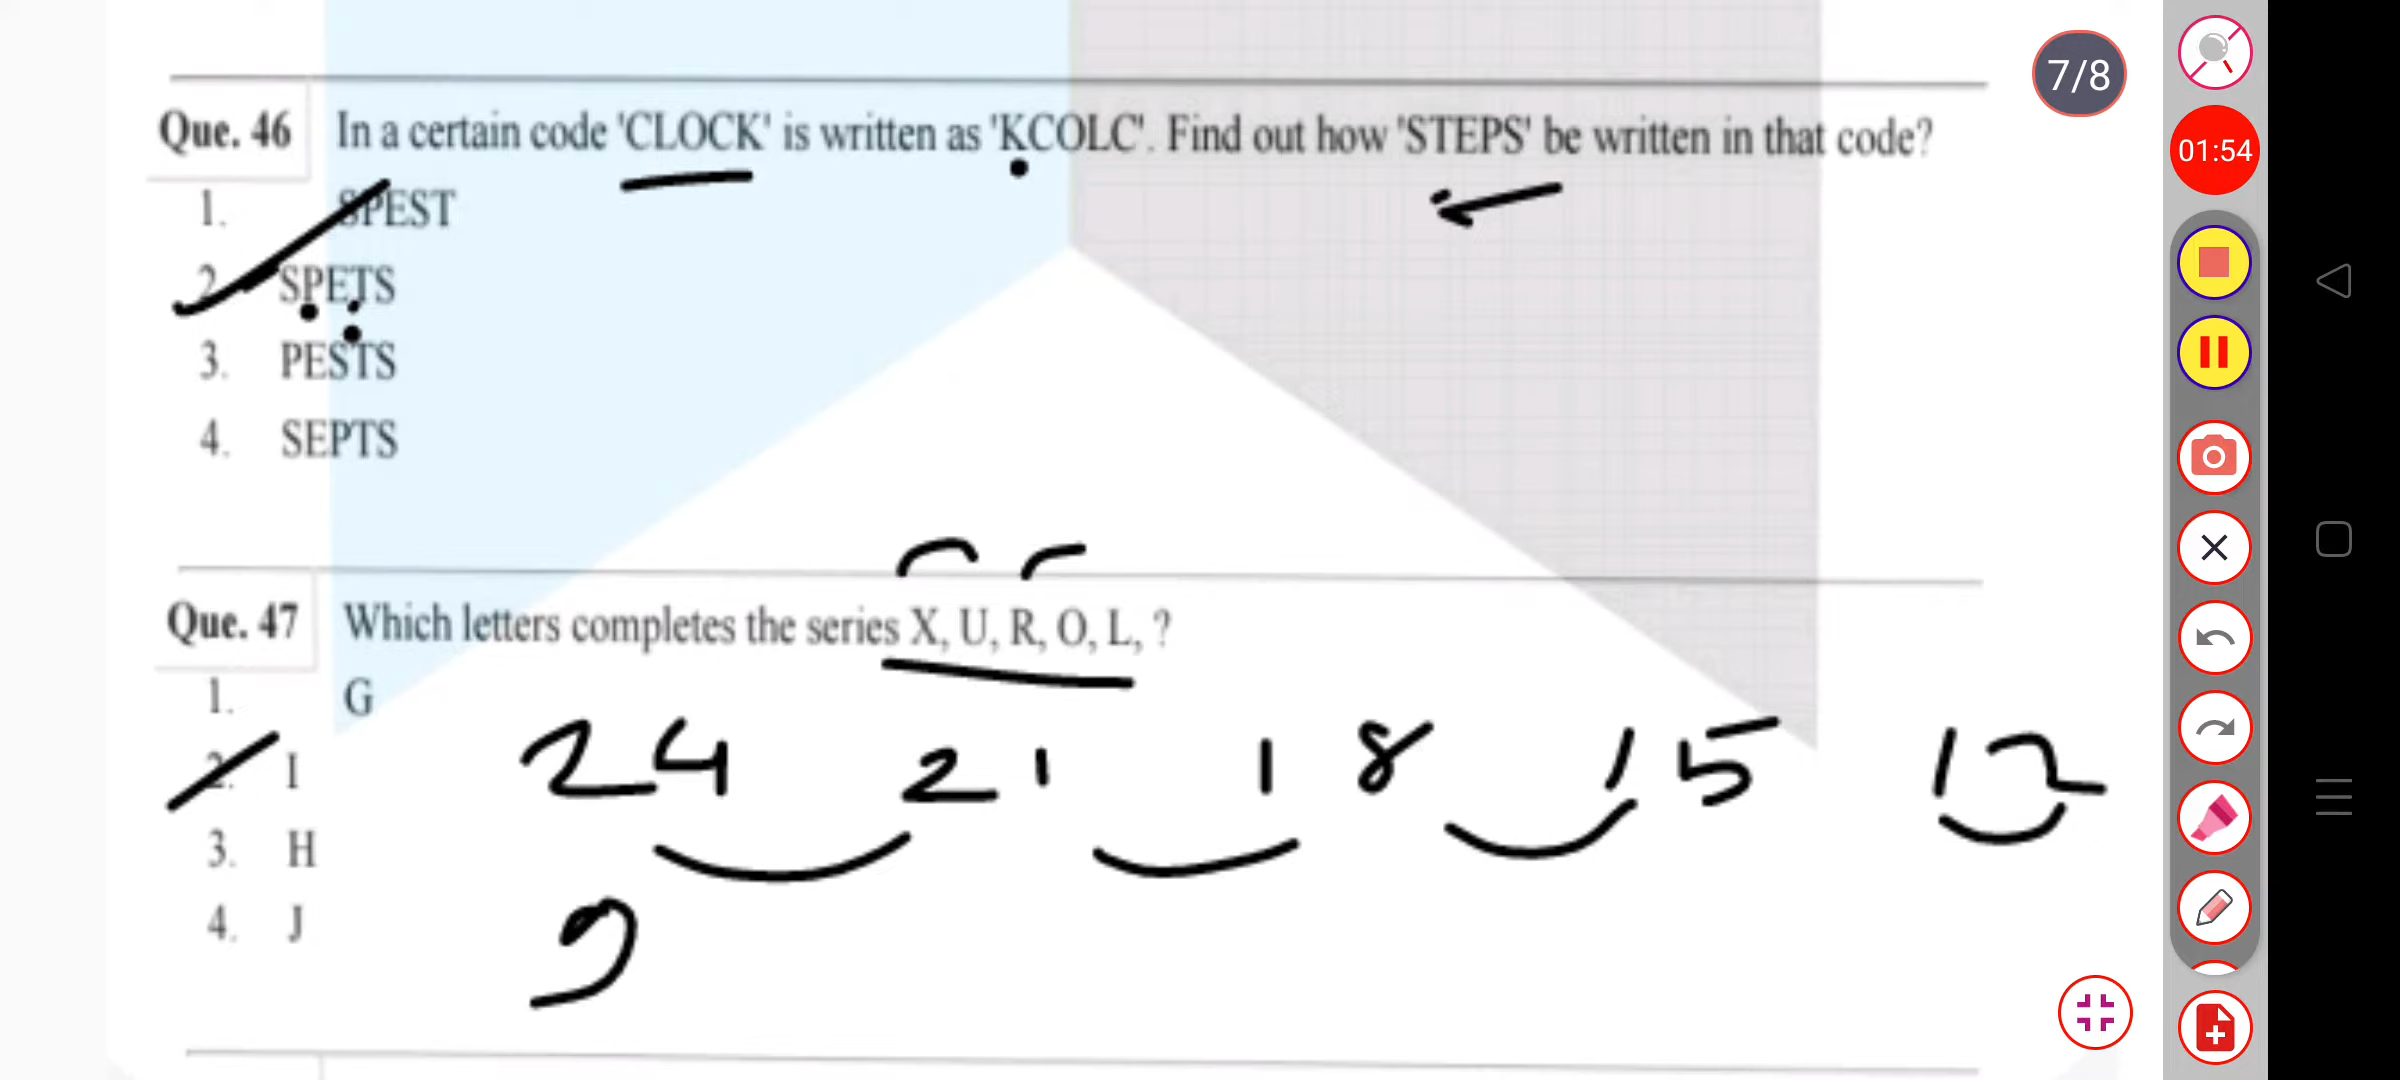 7/8
01:54
Que. 46 In a certain code 'CLOCK' is written as 'KCOLC'. Find out how 'STEPS' be written in that code?
1. SPEST
2. SPETS
3. PESTS
4. SEPTS
Que. 47 Which letters completes the series X, U, R, O, L, ?
1. G
2. I
3. H
4. J
24 21 18 15 12
9